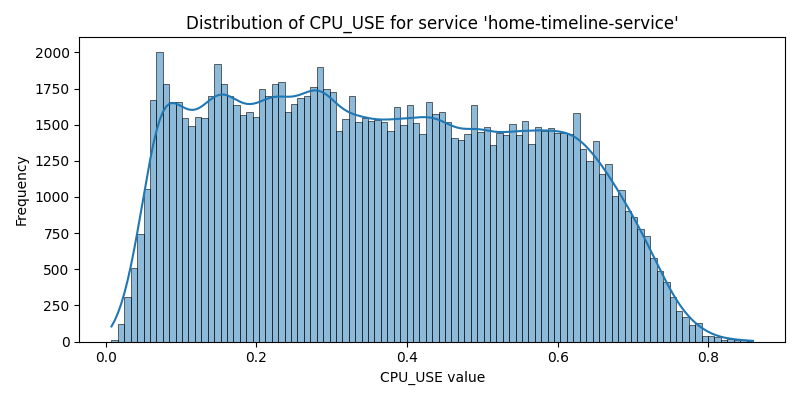 Distribution of CPU_USE for service 'home-timeline-service'
2000
1750
1500
1250
1000
750
500
250
0
Frequency
0.0 0.2 0.4 0.6 0.8
CPU_USE value